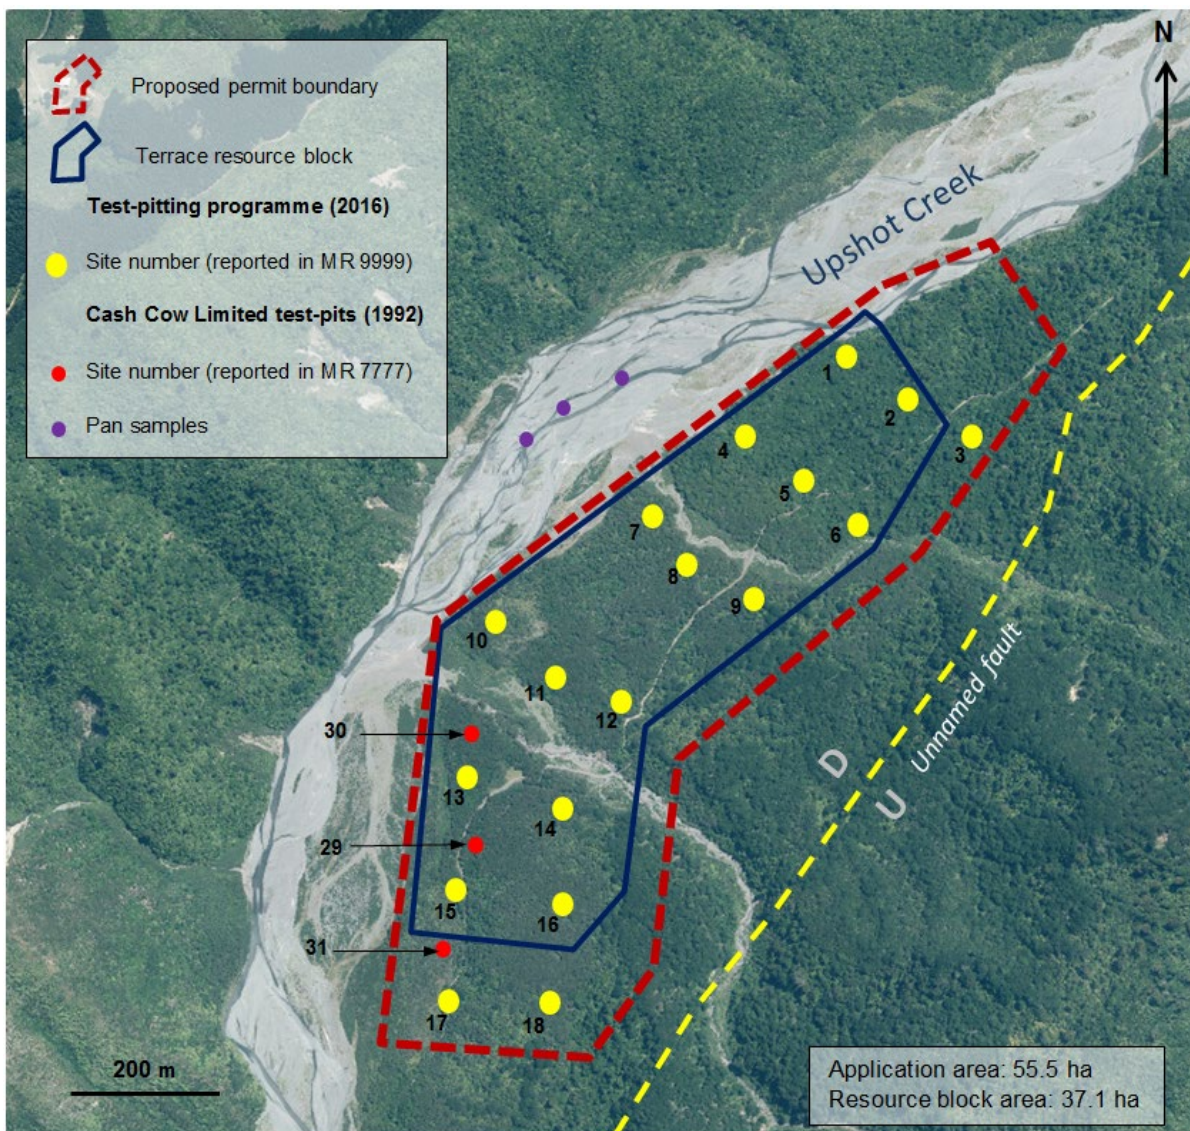 N
Proposed permit boundary
Terrace resource block
Test-pitting programme (2016)
Site number (reported in MR 9999)
Cash Cow Limited test-pits (1992)
Site number (reported in MR 7777)
Pan samples
Upshot Creek
1
2
3
4
5
6
7
8
9
10
11
12
30
13
14
29
15
16
31
17
18
D
U
Unnamed fault
200 m
Application area: 55.5 ha
Resource block area: 37.1 ha